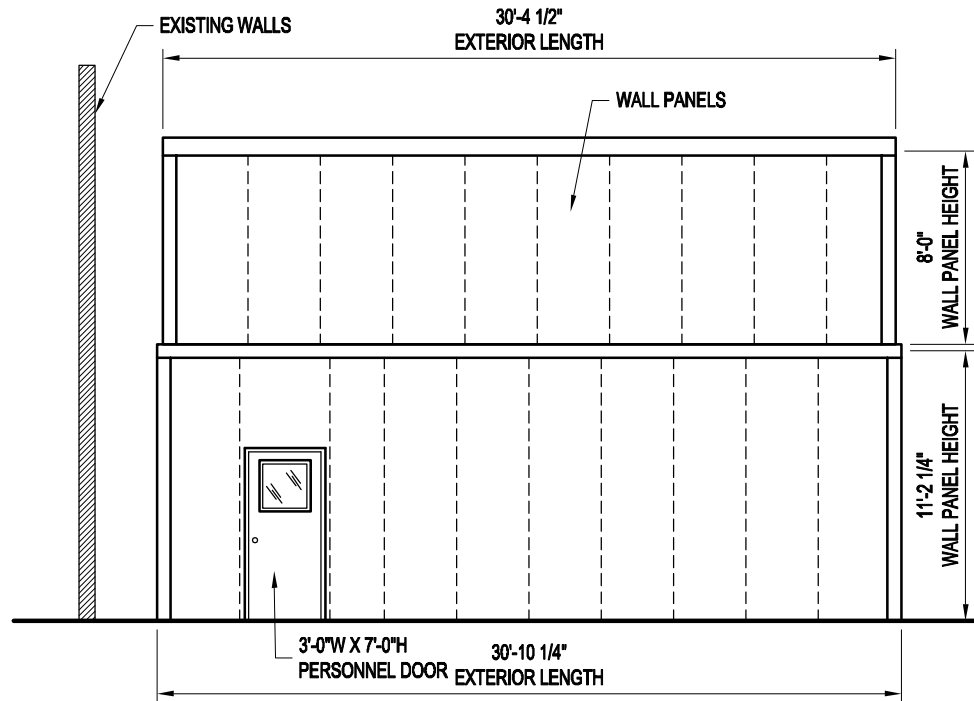 EXISTING WALLS
30'-4 1/2"
EXTERIOR LENGTH
WALL PANELS
8'-0"
WALL PANEL HEIGHT
11'-2 1/4"
WALL PANEL HEIGHT
3'-0"W X 7'-0"H
PERSONNEL DOOR
30'-10 1/4"
EXTERIOR LENGTH